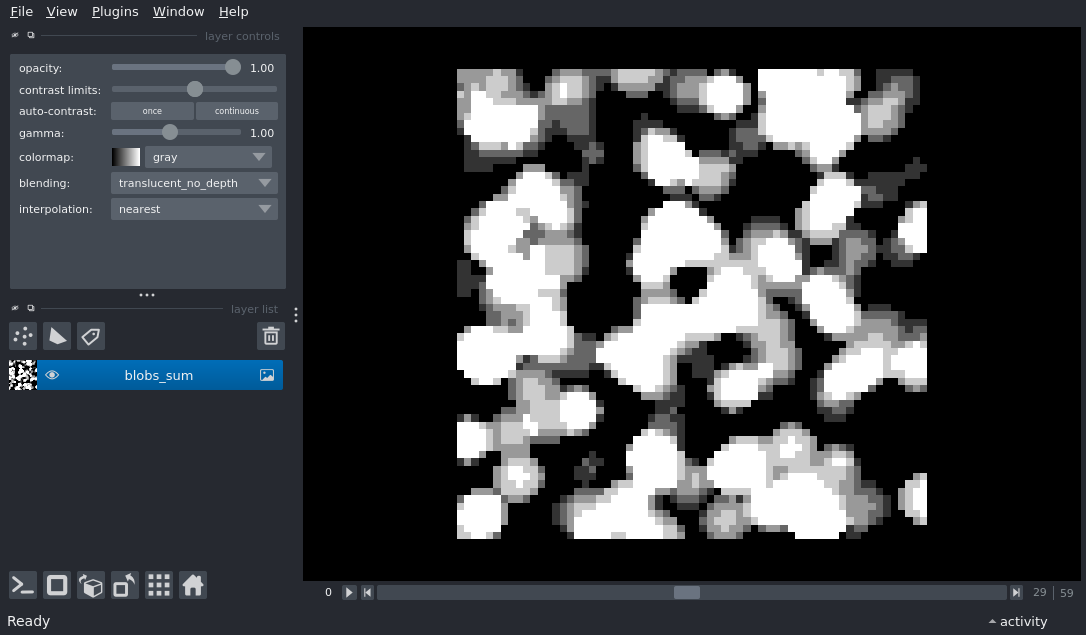 File View Plugins Window Help
layer controls
opacity: 1.00
contrast limits:
auto-contrast: once continuous
gamma: 1.00
colormap: gray
blending: translucent_no_depth
interpolation: nearest
layer list
blobs_sum
0 29 59
Ready activity